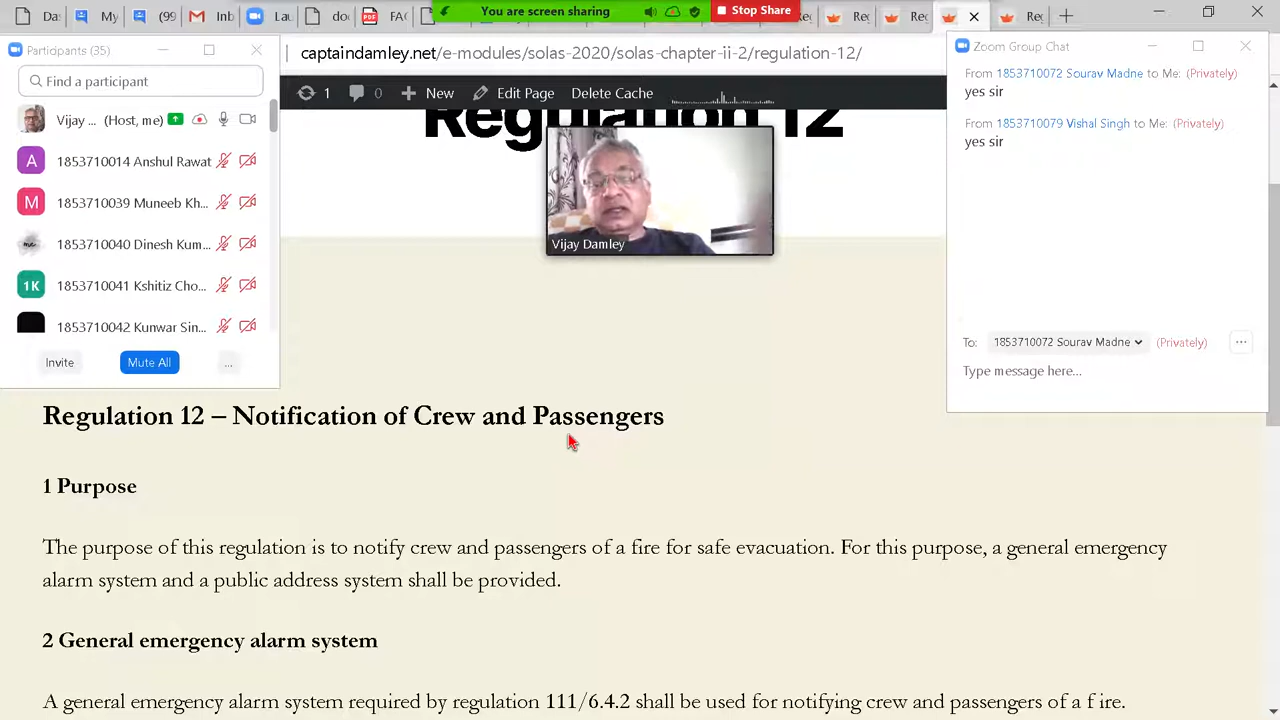 You are screen sharing
Stop Share
Participants (35)
Find a participant
Vijay ... (Host, me)
A 1853710014 Anshul Rawat
M 1853710039 Muneeb Kh...
1853710040 Dinesh Kum...
1K 1853710041 Kshitiz Cho...
1853710042 Kunwar Sin...
Invite
Mute All
...
captaindamley.net/e-modules/solas-2020/solas-chapter-ii-2/regulation-12/
1
0
New
Edit Page
Delete Cache
Regulation 12
Vijay Damley
Zoom Group Chat
From 1853710072 Sourav Madne to Me: (Privately)
yes sir
From 1853710079 Vishal Singh to Me: (Privately)
yes sir
To: 1853710072 Sourav Madne (Privately)
Type message here...
Regulation 12 – Notification of Crew and Passengers
1 Purpose
The purpose of this regulation is to notify crew and passengers of a fire for safe evacuation. For this purpose, a general emergency
alarm system and a public address system shall be provided.
2 General emergency alarm system
A general emergency alarm system required by regulation 111/6.4.2 shall be used for notifying crew and passengers of a f ire.